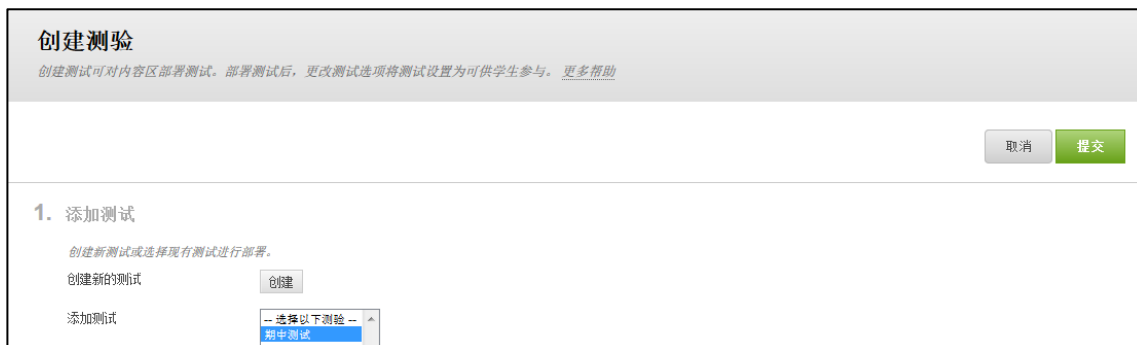 创建测验
创建测试可对内容区部署测试。部署测试后，更改测试选项将测试设置为可供学生参与。 更多帮助
取消 提交
1. 添加测试
创建新测试或选择现有测试进行部署。
创建新的测试 创建
添加测试 -- 选择以下测验 --
期中测试